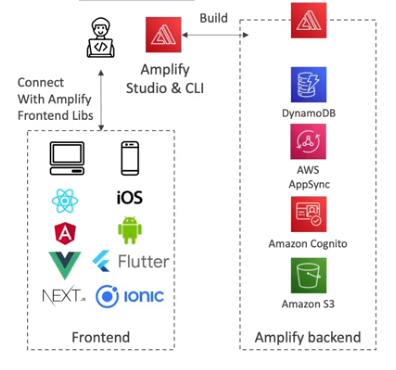 Build
Amplify
Studio & CLI
Connect
With Amplify
Frontend Libs
iOS
Flutter
NEXT.JS
IONIC
Frontend
DynamoDB
AWS
AppSync
Amazon Cognito
Amazon S3
Amplify backend